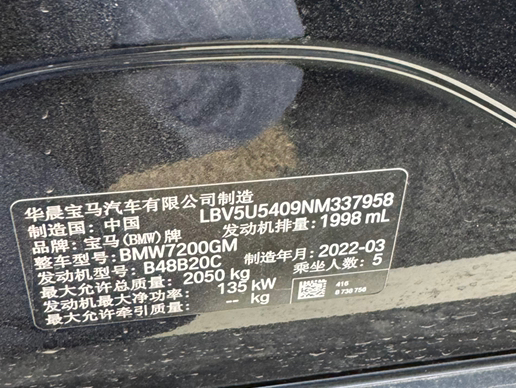 华晨宝马汽车有限公司制造
制造国：中国 LBV5U5409NM337958
品牌：宝马(BMW)牌 发动机排量：1998 mL
整车型号：BMW7200GM
发动机型号：B48B20C 制造年月：2022-03
最大允许总质量：2050 kg 乘坐人数：5
发动机最大净功率：135 kW
最大允许牵引质量：-- kg
416
8 738 756